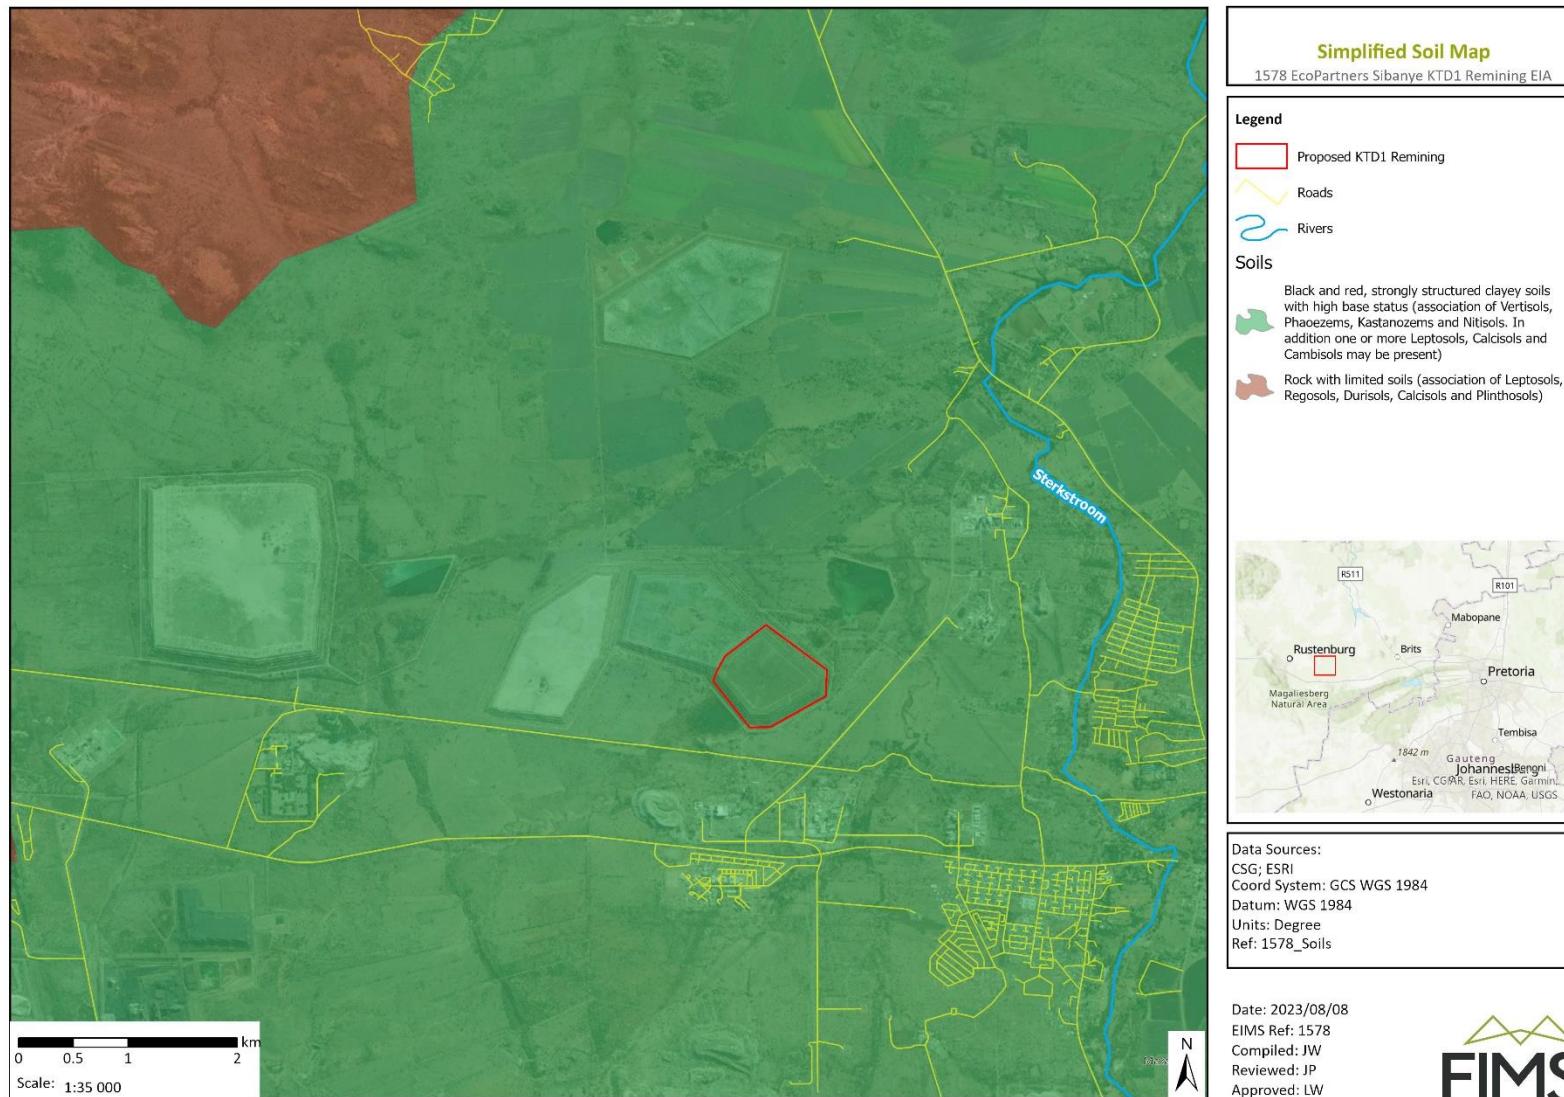 Simplified Soil Map
1578 EcoPartners Sibanye KTD1 Remining EIA
Legend
Proposed KTD1 Remining
Roads
Rivers
Soils
Black and red, strongly structured clayey soils
with high base status (association of Vertisols,
Phaoezems, Kastanozems and Nitisols. In
addition one or more Leptosols, Calcisols and
Cambisols may be present)
Rock with limited soils (association of Leptosols,
Regosols, Durisols, Calcisols and Plinthosols)
Sterkstroom
R511
R101
Mabopane
Rustenburg
Brits
Pretoria
Magaliesberg
Natural Area
Tembisa
1842 m
Gauteng
Johannesburg
Benoni
Esri, CGIAR, Esri, HERE, Garmin,
FAO, NOAA, USGS
Westonaria
Data Sources:
CSG; ESRI
Coord System: GCS WGS 1984
Datum: WGS 1984
Units: Degree
Ref: 1578_Soils
km
0 0.5 1 2
Scale: 1:35 000
N
Date: 2023/08/08
EIMS Ref: 1578
Compiled: JW
Reviewed: JP
Approved: LW
EIMS